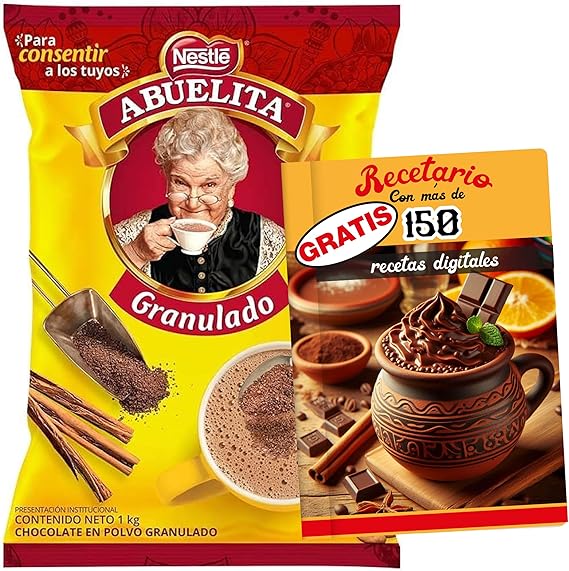 Para
consentir
a los tuyos
Nestlé
ABUELITA®
Granulado
PRESENTACIÓN INSTITUCIONAL
CONTENIDO NETO 1 kg
CHOCOLATE EN POLVO GRANULADO
Recetario
Con más de
GRATIS
150
recetas digitales